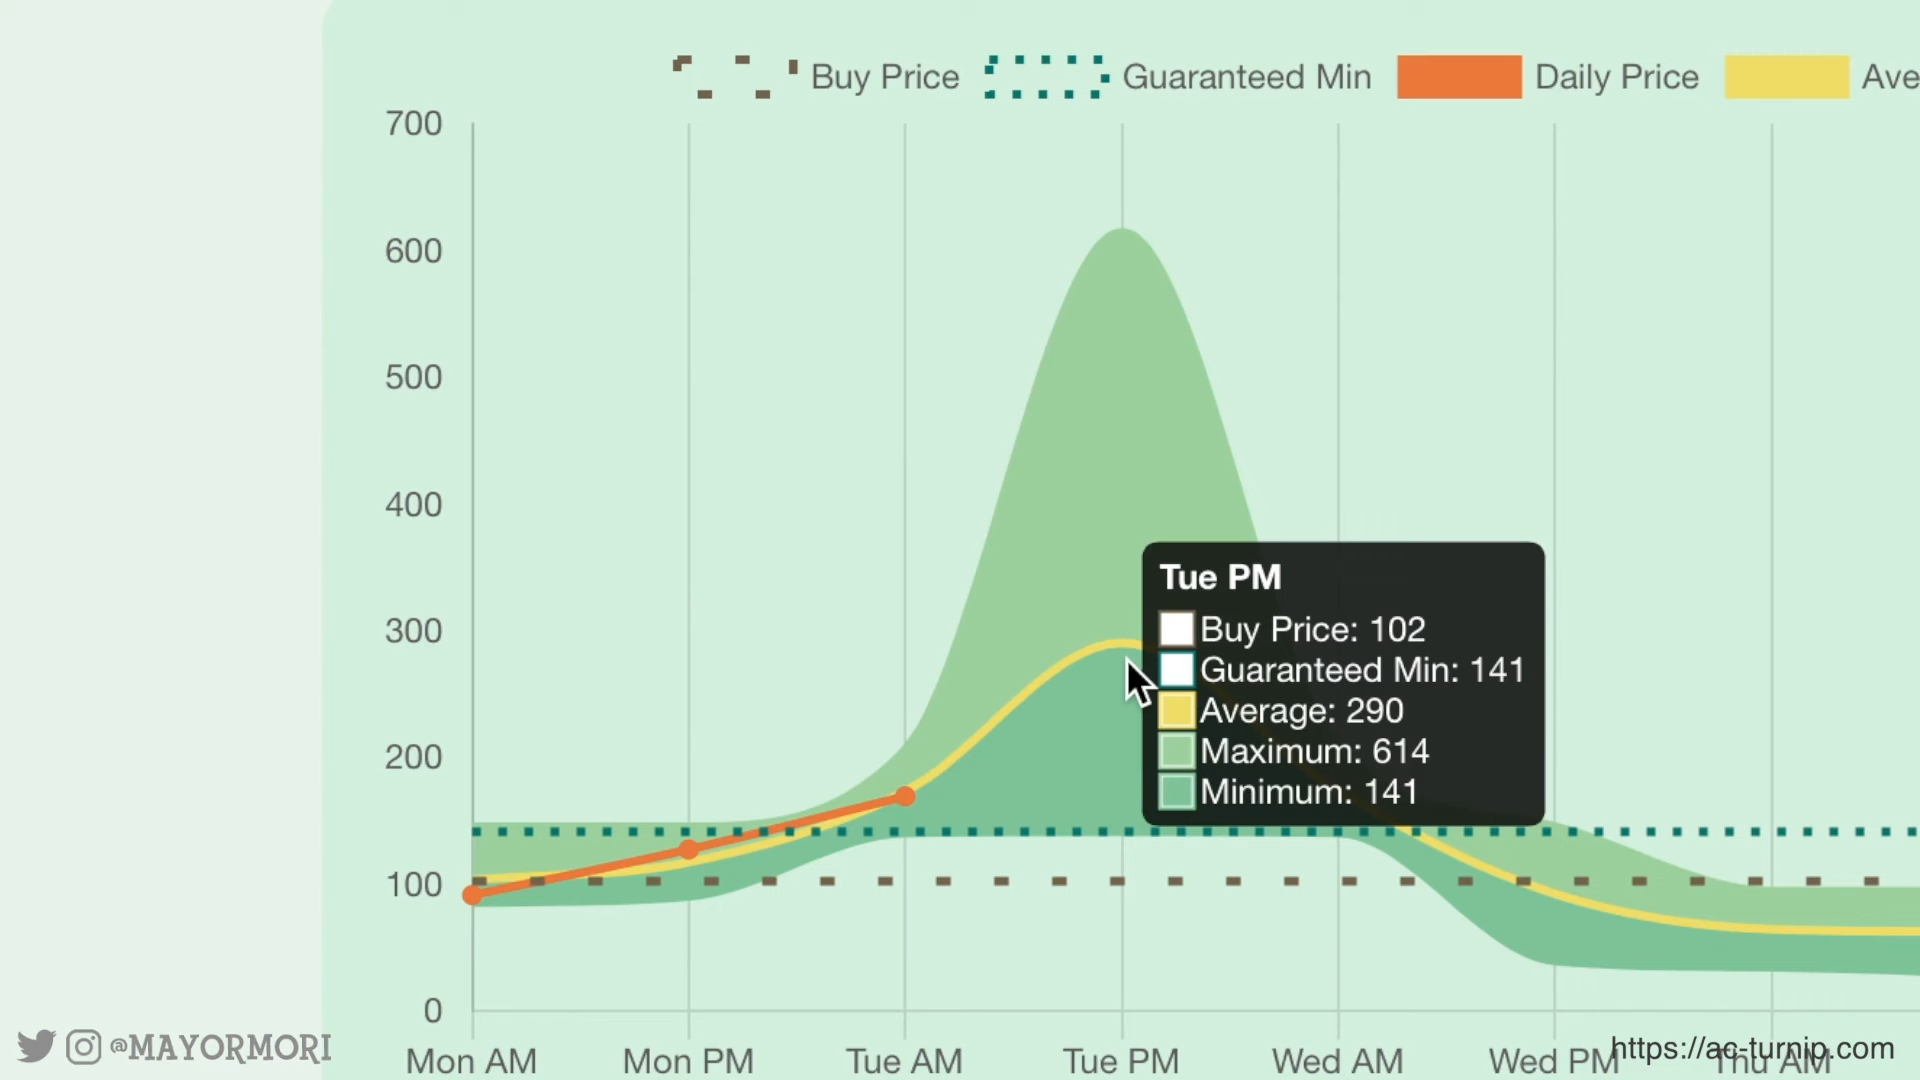 Buy Price Guaranteed Min Daily Price Ave
700
600
500
400
300
200
100
0
Tue PM
Buy Price: 102
Guaranteed Min: 141
Average: 290
Maximum: 614
Minimum: 141
Mon AM Mon PM Tue AM Tue PM Wed AM Wed PM Thu AM
@MAYORMORI
https://ac-turnip.com